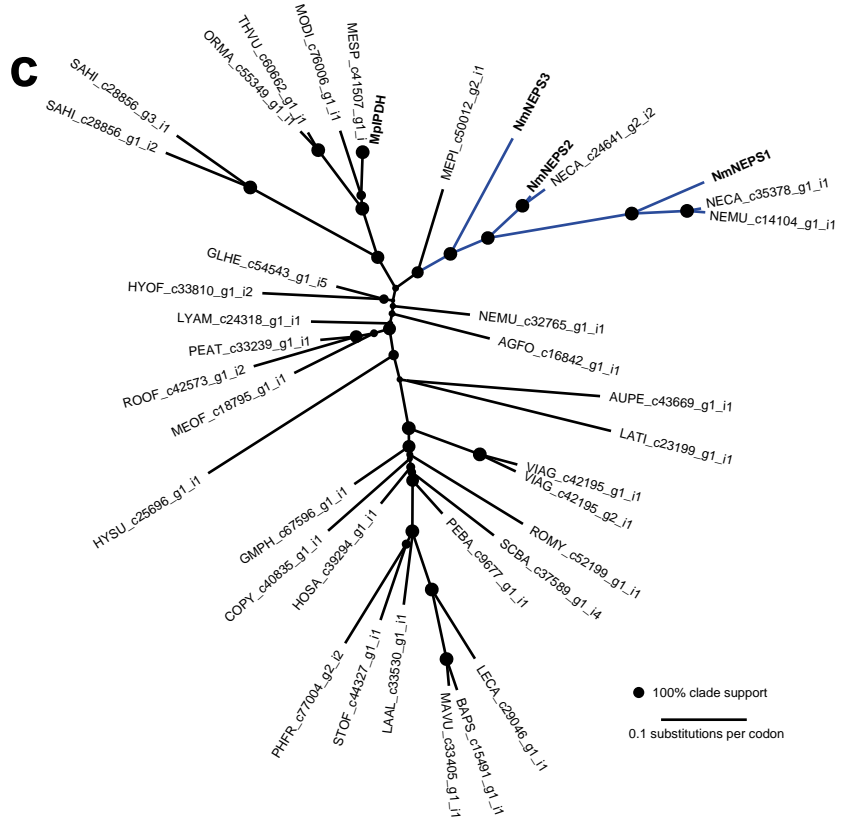 c
SAHI_c28856_g3_i1
SAHI_c28856_g1_i2
ORMA_c55349_g1_i1
THVU_c60662_g1_i1
MODI_c76006_g1_i1
MESP_c41507_g1_i
MpIPDH
MEPI_c50012_g2_i1
NmNEPS3
NmNEPS2
NECA_c24641_g2_i2
NmNEPS1
NECA_c35378_g1_i1
NEMU_c14104_g1_i1
GLHE_c54543_g1_i5
HYOF_c33810_g1_i2
LYAM_c24318_g1_i1
PEAT_c33239_g1_i1
ROOF_c42573_g1_i2
MEOF_c18795_g1_i1
HYSU_c25696_g1_i1
NEMU_c32765_g1_i1
AGFO_c16842_g1_i1
AUPE_c43669_g1_i1
LATI_c23199_g1_i1
VIAG_c42195_g1_i1
VIAG_c42195_g2_i1
GMPH_c67596_g1_i1
COPY_c40835_g1_i1
HOSA_c39294_g1_i1
ROMY_c52199_g1_i1
SCBA_c37589_g1_i4
PEBA_c9677_g1_i1
PHFR_c77004_g2_i2
STOF_c44327_g1_i1
LAAL_c33530_g1_i1
MAVU_c33405_g1_i1
BAPS_c15491_g1_i1
LECA_c29046_g1_i1
100% clade support
0.1 substitutions per codon